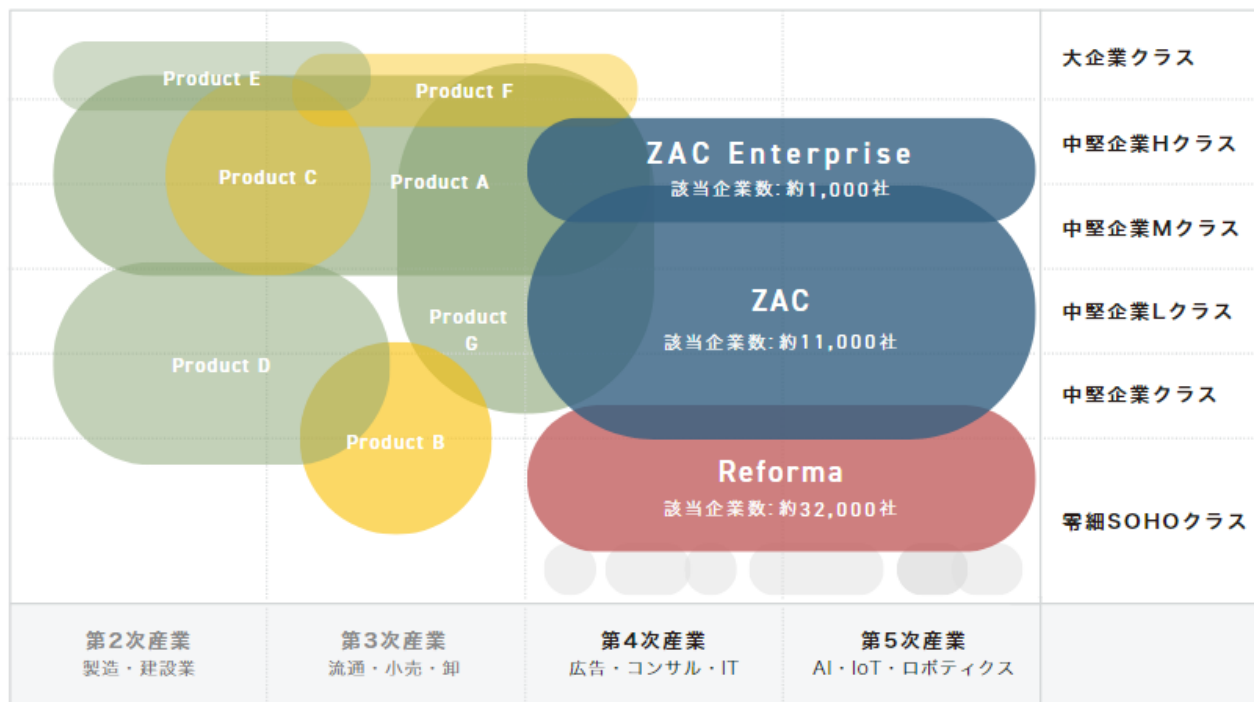 Product E
Product F
Product C
Product A
Product
G
Product D
Product B
ZAC Enterprise
該当企業数:約1,000社
ZAC
該当企業数:約11,000社
Reforma
該当企業数:約32,000社
大企業クラス
中堅企業Hクラス
中堅企業Mクラス
中堅企業Lクラス
中堅企業クラス
零細SOHOクラス
第2次産業
製造・建設業
第3次産業
流通・小売・卸
第4次産業
広告・コンサル・IT
第5次産業
AI・IoT・ロボティクス